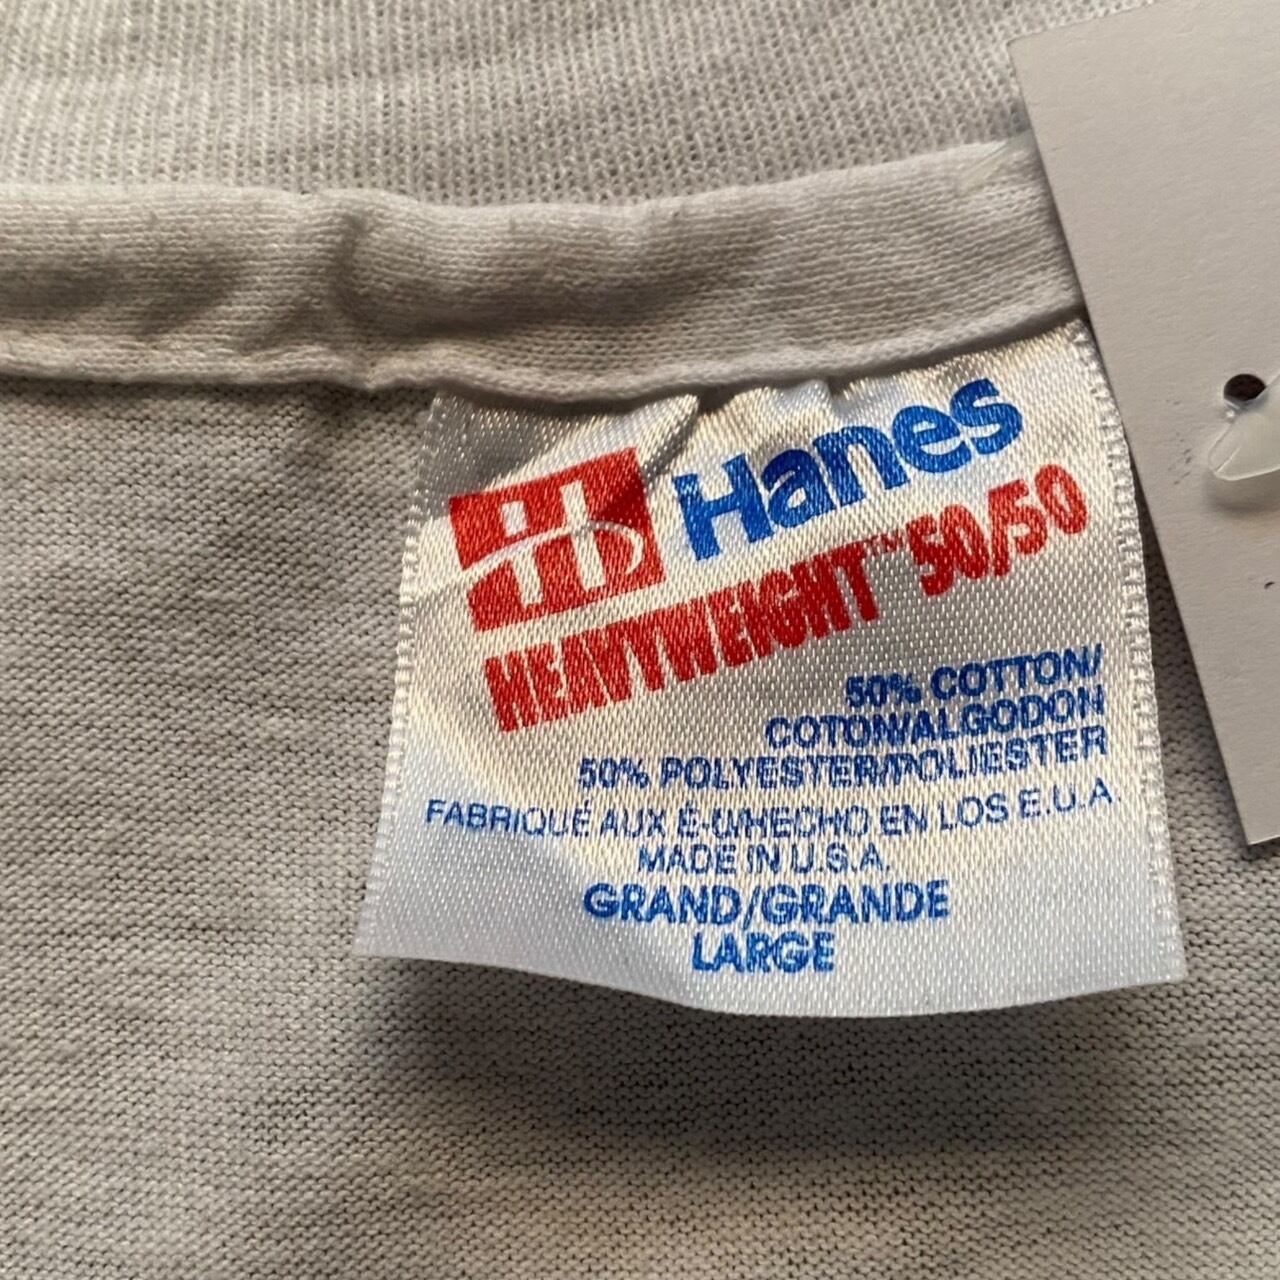 Hanes
HEAVYWEIGHT™ 50/50
50% COTTON/
COTON/ALGODON
50% POLYESTER/POLIESTER
FABRIQUÉ AUX É-U/HECHO EN LOS E.U.A.
MADE IN U.S.A.
GRAND/GRANDE
LARGE